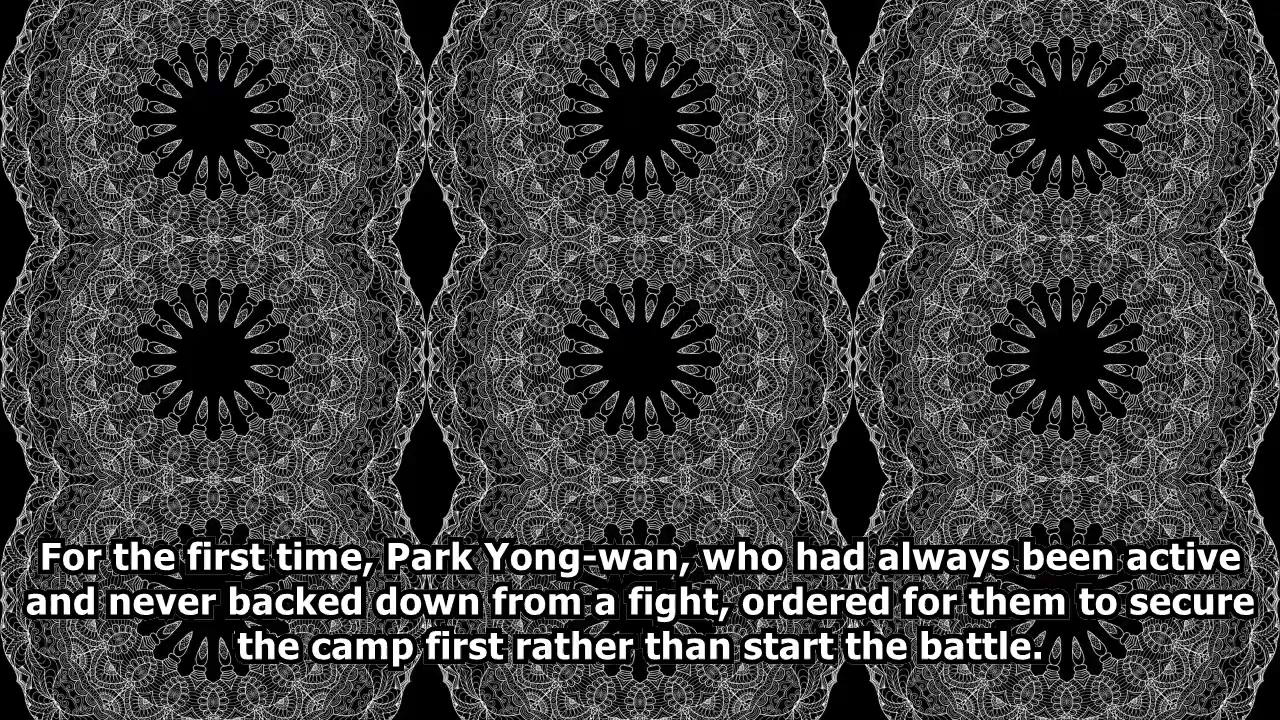 For the first time, Park Yong-wan, who had always been active
and never backed down from a fight, ordered for them to secure
the camp first rather than start the battle.